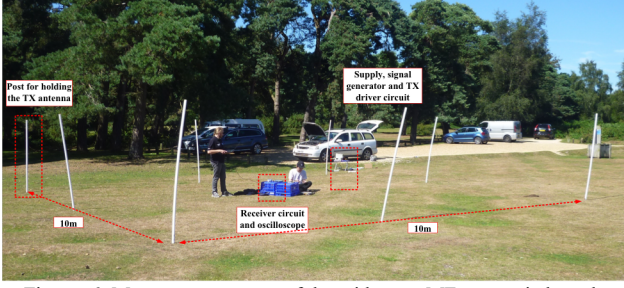 Post for holding
the TX antenna
Supply, signal
generator and TX
driver circuit
Receiver circuit
and oscilloscope
10m
10m